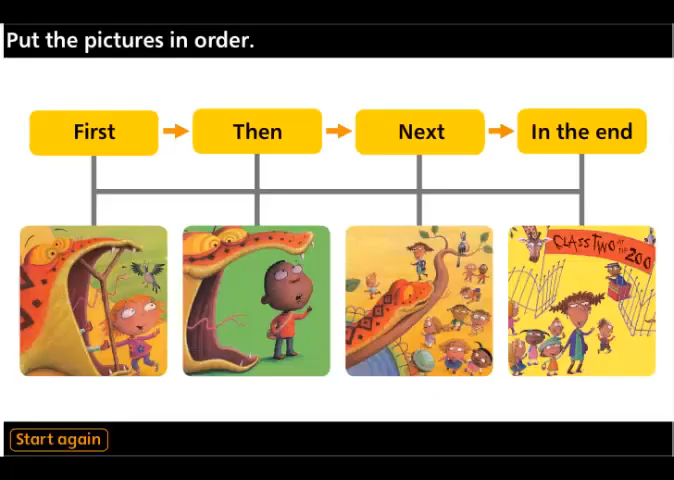 Put the pictures in order.
First
Then
Next
In the end
CLASS TWO AT
THE ZOO
Start again